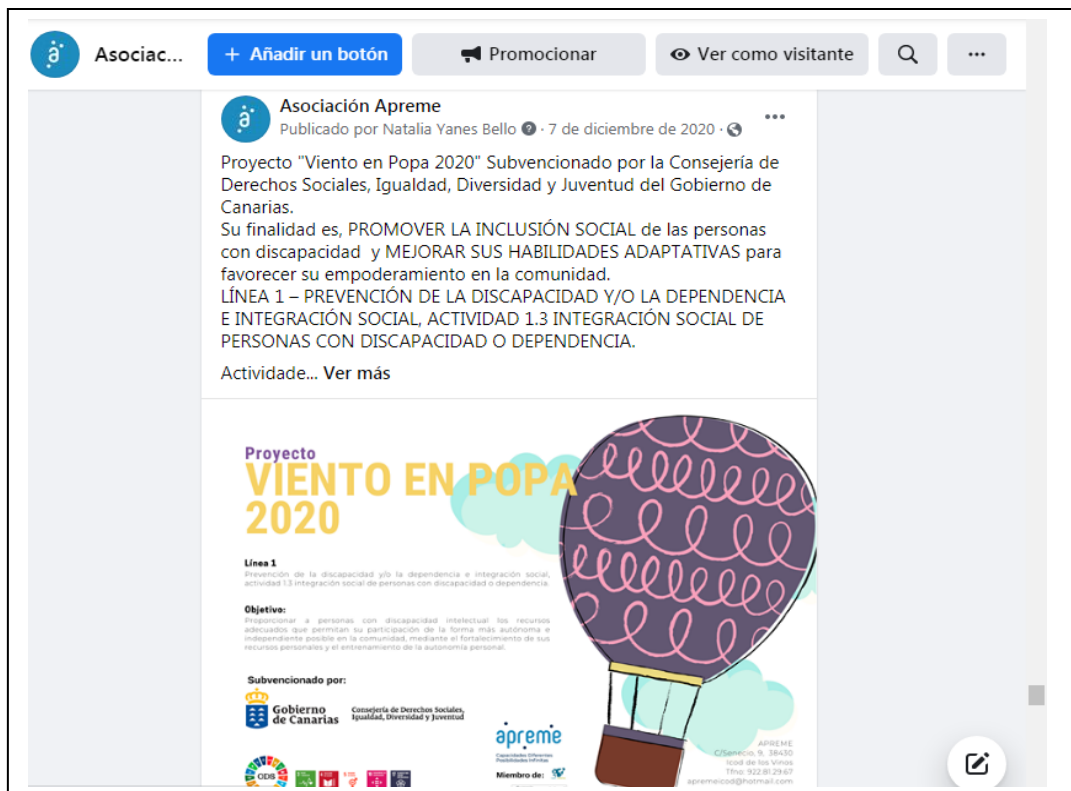 Asociac...
+ Añadir un botón
Promocionar
Ver como visitante
...
Asociación Apreme
Publicado por Natalia Yanes Bello · 7 de diciembre de 2020 ·
Proyecto "Viento en Popa 2020" Subvencionado por la Consejería de
Derechos Sociales, Igualdad, Diversidad y Juventud del Gobierno de
Canarias.
Su finalidad es, PROMOVER LA INCLUSIÓN SOCIAL de las personas
con discapacidad y MEJORAR SUS HABILIDADES ADAPTATIVAS para
favorecer su empoderamiento en la comunidad.
LÍNEA 1 – PREVENCIÓN DE LA DISCAPACIDAD Y/O LA DEPENDENCIA
E INTEGRACIÓN SOCIAL, ACTIVIDAD 1.3 INTEGRACIÓN SOCIAL DE
PERSONAS CON DISCAPACIDAD O DEPENDENCIA.
Actividade... Ver más
Proyecto
VIENTO EN POPA
2020
Línea 1
Prevención de la discapacidad y/o la dependencia e integración social,
actividad 1.3 integración social de personas con discapacidad o dependencia.
Objetivo:
Proporcionar a personas con discapacidad intelectual los recursos
adecuados que permitan su participación de la forma más autónoma e
independiente posible en la comunidad, mediante el fortalecimiento de sus
recursos personales y el entrenamiento de la autonomía personal.
Subvencionado por:
Gobierno
de Canarias
Consejería de Derechos Sociales,
Igualdad, Diversidad y Juventud
apreme
Capacidades Diferentes
Posibilidades Infinitas
Miembro de:
ODS
APREME
C/Senecio, 9, 38430
Icod de los Vinos
Tfno: 922.81.29.67
apremeicod@hotmail.com